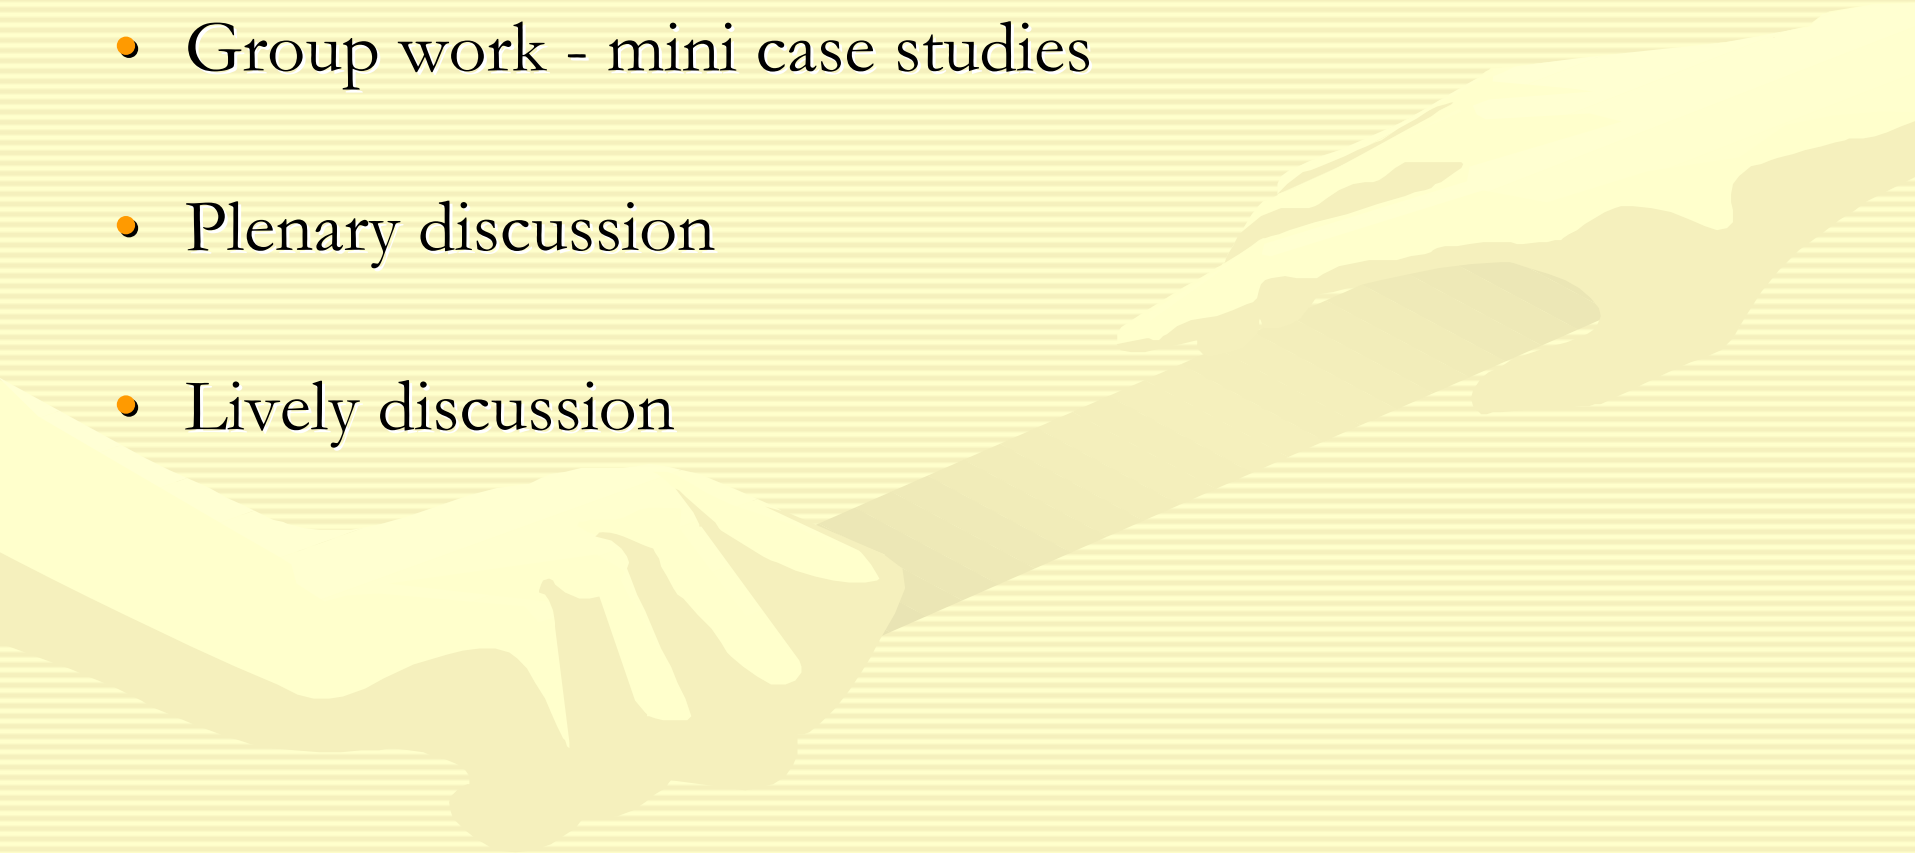 • Group work - mini case studies
• Plenary discussion
• Lively discussion